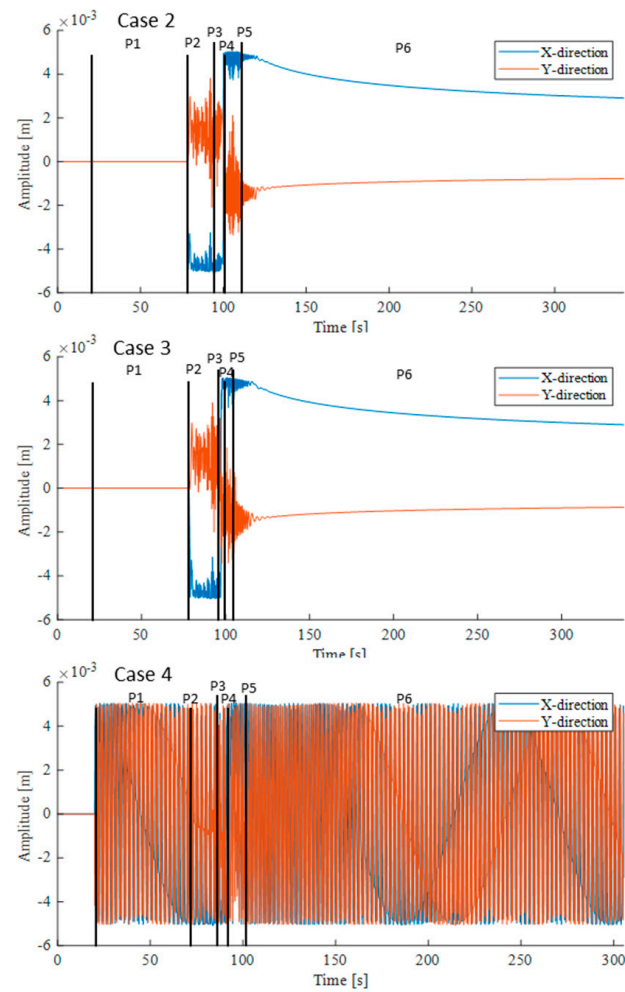 Case 2
×10⁻³
6
P1
P2
P3
P4
P5
P6
X-direction
Y-direction
4
2
0
-2
-4
-6
Amplitude [m]
0
50
100
150
200
250
300
Time [s]
Case 3
×10⁻³
6
P1
P2
P3
P4
P5
P6
X-direction
Y-direction
4
2
0
-2
-4
-6
Amplitude [m]
0
50
100
150
200
250
300
Time [s]
Case 4
×10⁻³
6
P1
P2
P3
P4
P5
P6
X-direction
Y-direction
4
2
0
-2
-4
-6
Amplitude [m]
0
50
100
150
200
250
300
Time [s]